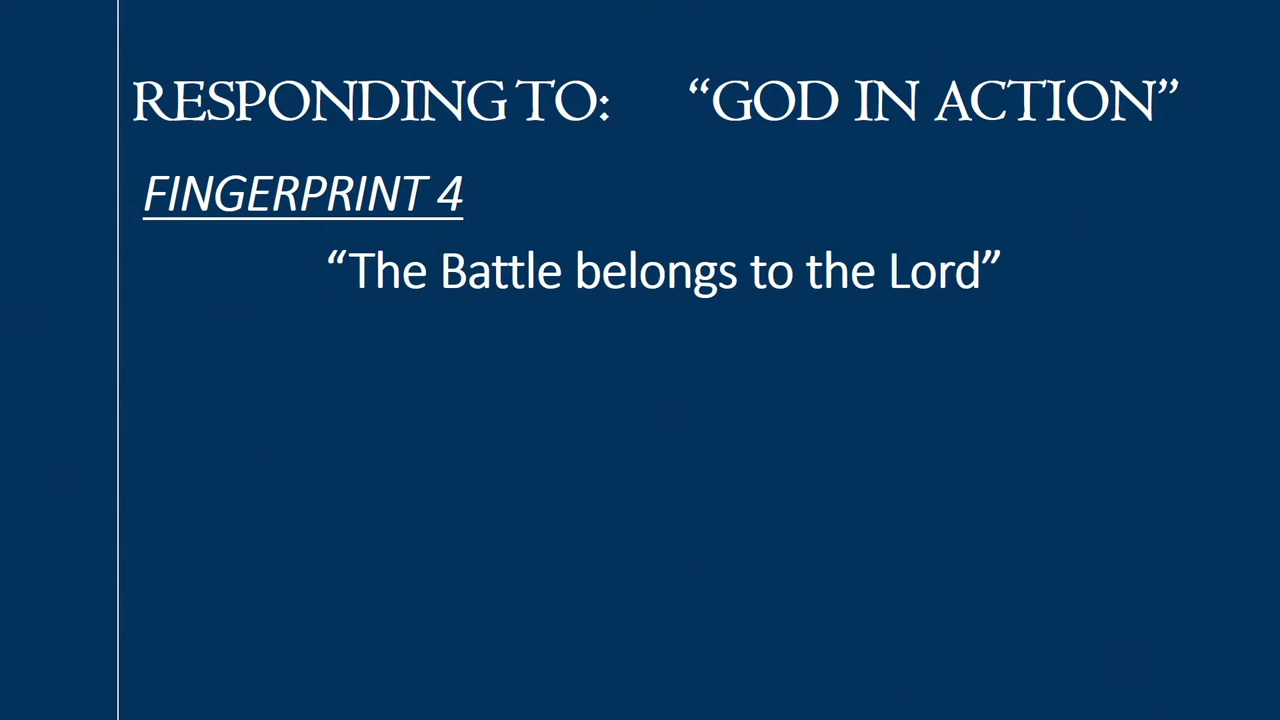 RESPONDING TO: “GOD IN ACTION”
FINGERPRINT 4
“The Battle belongs to the Lord”